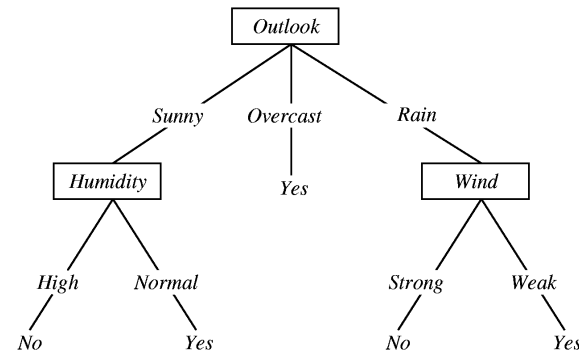 Outlook
Sunny Overcast Rain
Humidity Yes Wind
High Normal Strong Weak
No Yes No Yes